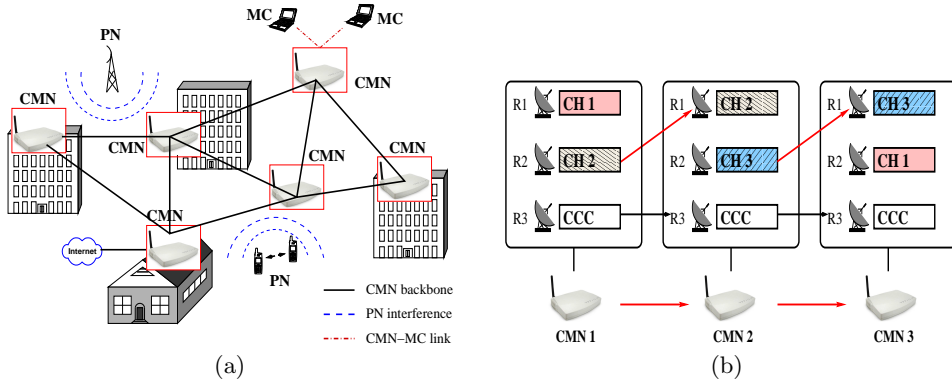 MC
MC
PN
CMN
CMN
CMN
CMN
CMN
CMN
Internet
PN
CMN backbone
PN interference
CMN–MC link
(a)
R1
CH 1
R2
CH 2
R3
CCC
R1
CH 2
R2
CH 3
R3
CCC
R1
CH 3
R2
CH 1
R3
CCC
CMN 1
CMN 2
CMN 3
(b)